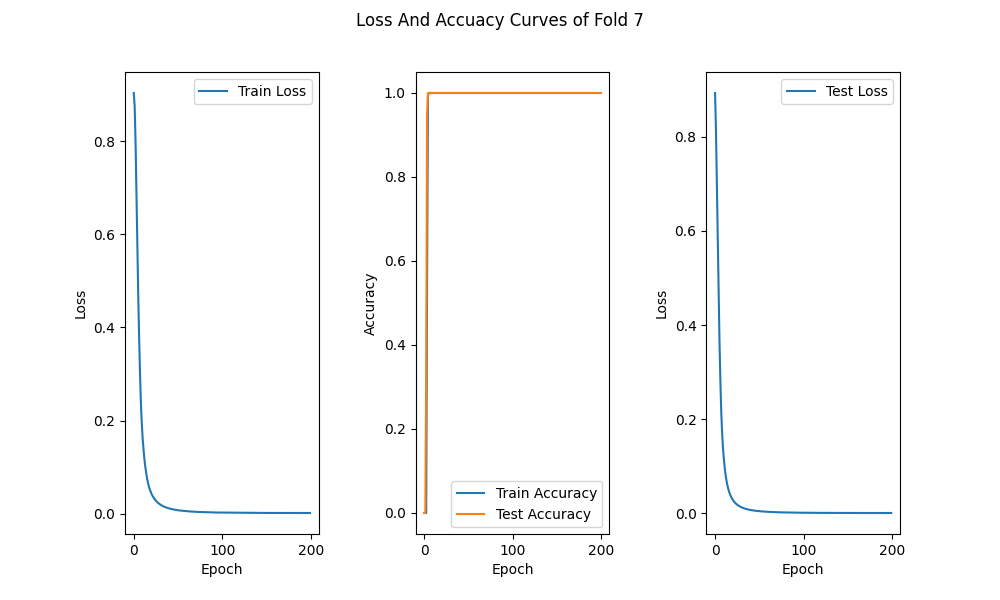 Loss And Accuacy Curves of Fold 7
Train Loss
Loss
0.8
0.6
0.4
0.2
0.0
0 100 200
Epoch
Accuracy
1.0
0.8
0.6
0.4
0.2
0.0
Train Accuracy
Test Accuracy
0 100 200
Epoch
Test Loss
Loss
0.8
0.6
0.4
0.2
0.0
0 100 200
Epoch